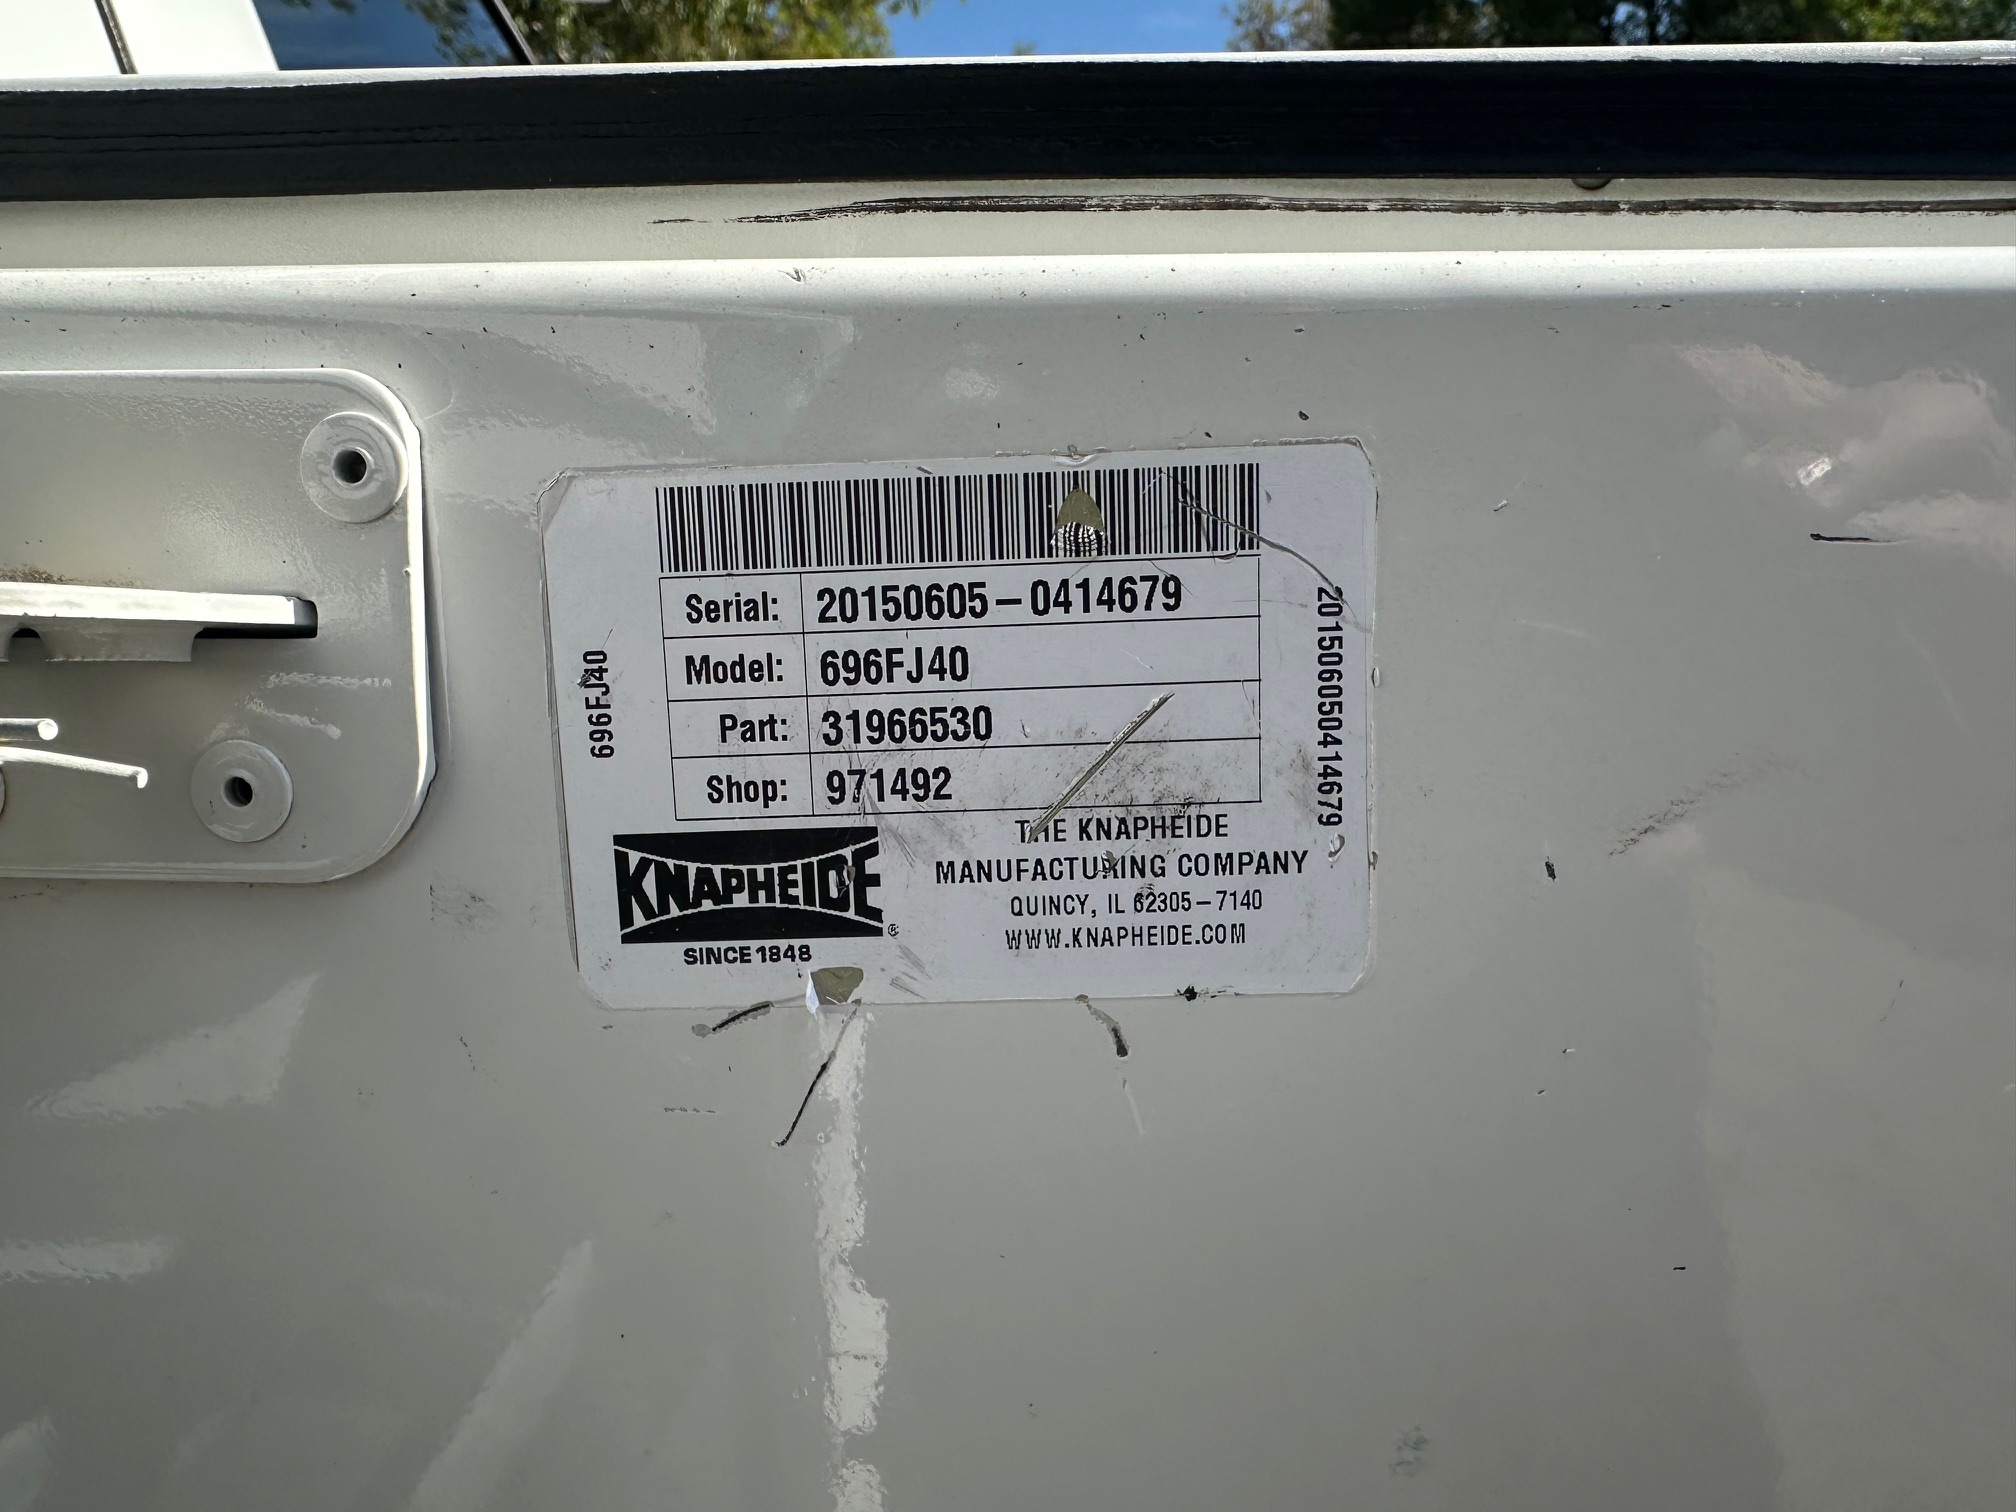 Serial: 20150605-0414679
Model: 696FJ40
Part: 31966530
Shop: 971492
696FJ40
201506050414679
KNAPHEIDE®
SINCE 1848
THE KNAPHEIDE
MANUFACTURING COMPANY
QUINCY, IL 62305-7140
WWW.KNAPHEIDE.COM